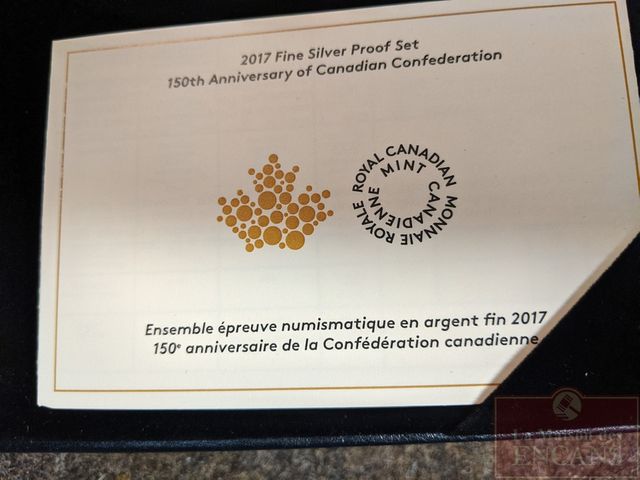 2017 Fine Silver Proof Set
150th Anniversary of Canadian Confederation
ROYAL CANADIAN MINT
MONNAIE ROYALE CANADIENNE
Ensemble épreuve numismatique en argent fin 2017
150e anniversaire de la Confédération canadienne
ENCANS